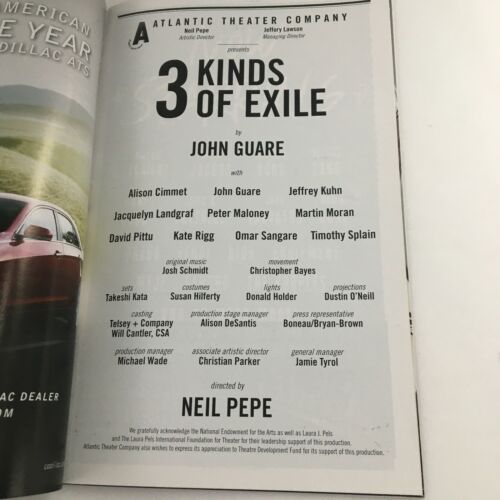 AMERICAN
E YEAR
ADILLAC ATS
AC DEALER
OM
A ATLANTIC THEATER COMPANY
Neil Pepe Jeffory Lawson
Artistic Director Managing Director
presents
3 KINDS
OF EXILE
by
JOHN GUARE
with
Alison Cimmet John Guare Jeffrey Kuhn
Jacquelyn Landgraf Peter Maloney Martin Moran
David Pittu Kate Rigg Omar Sangare Timothy Splain
original music movement
Josh Schmidt Christopher Bayes
sets costumes lights projections
Takeshi Kata Susan Hilferty Donald Holder Dustin O'Neill
casting production stage manager press representative
Telsey + Company Alison DeSantis Boneau/Bryan-Brown
Will Cantler, CSA
production manager associate artistic director general manager
Michael Wade Christian Parker Jamie Tyrol
directed by
NEIL PEPE
We gratefully acknowledge the National Endowment for the Arts as well as Laura J. Pels
and The Laura Pels International Foundation for Theater for their leadership support of this production.
Atlantic Theater Company also wishes to express its appreciation to Theatre Development Fund for its support of this production.